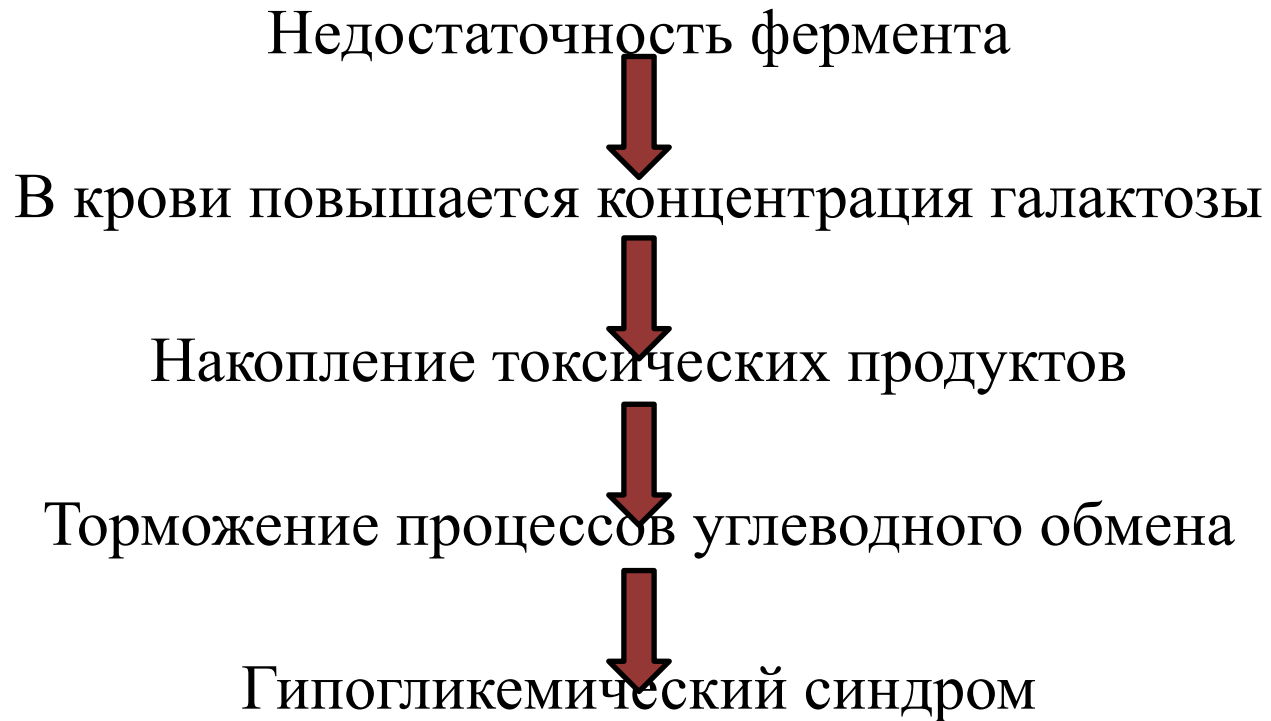 Недостаточность фермента
В крови повышается концентрация галактозы
Накопление токсических продуктов
Торможение процессов углеводного обмена
Гипогликемический синдром